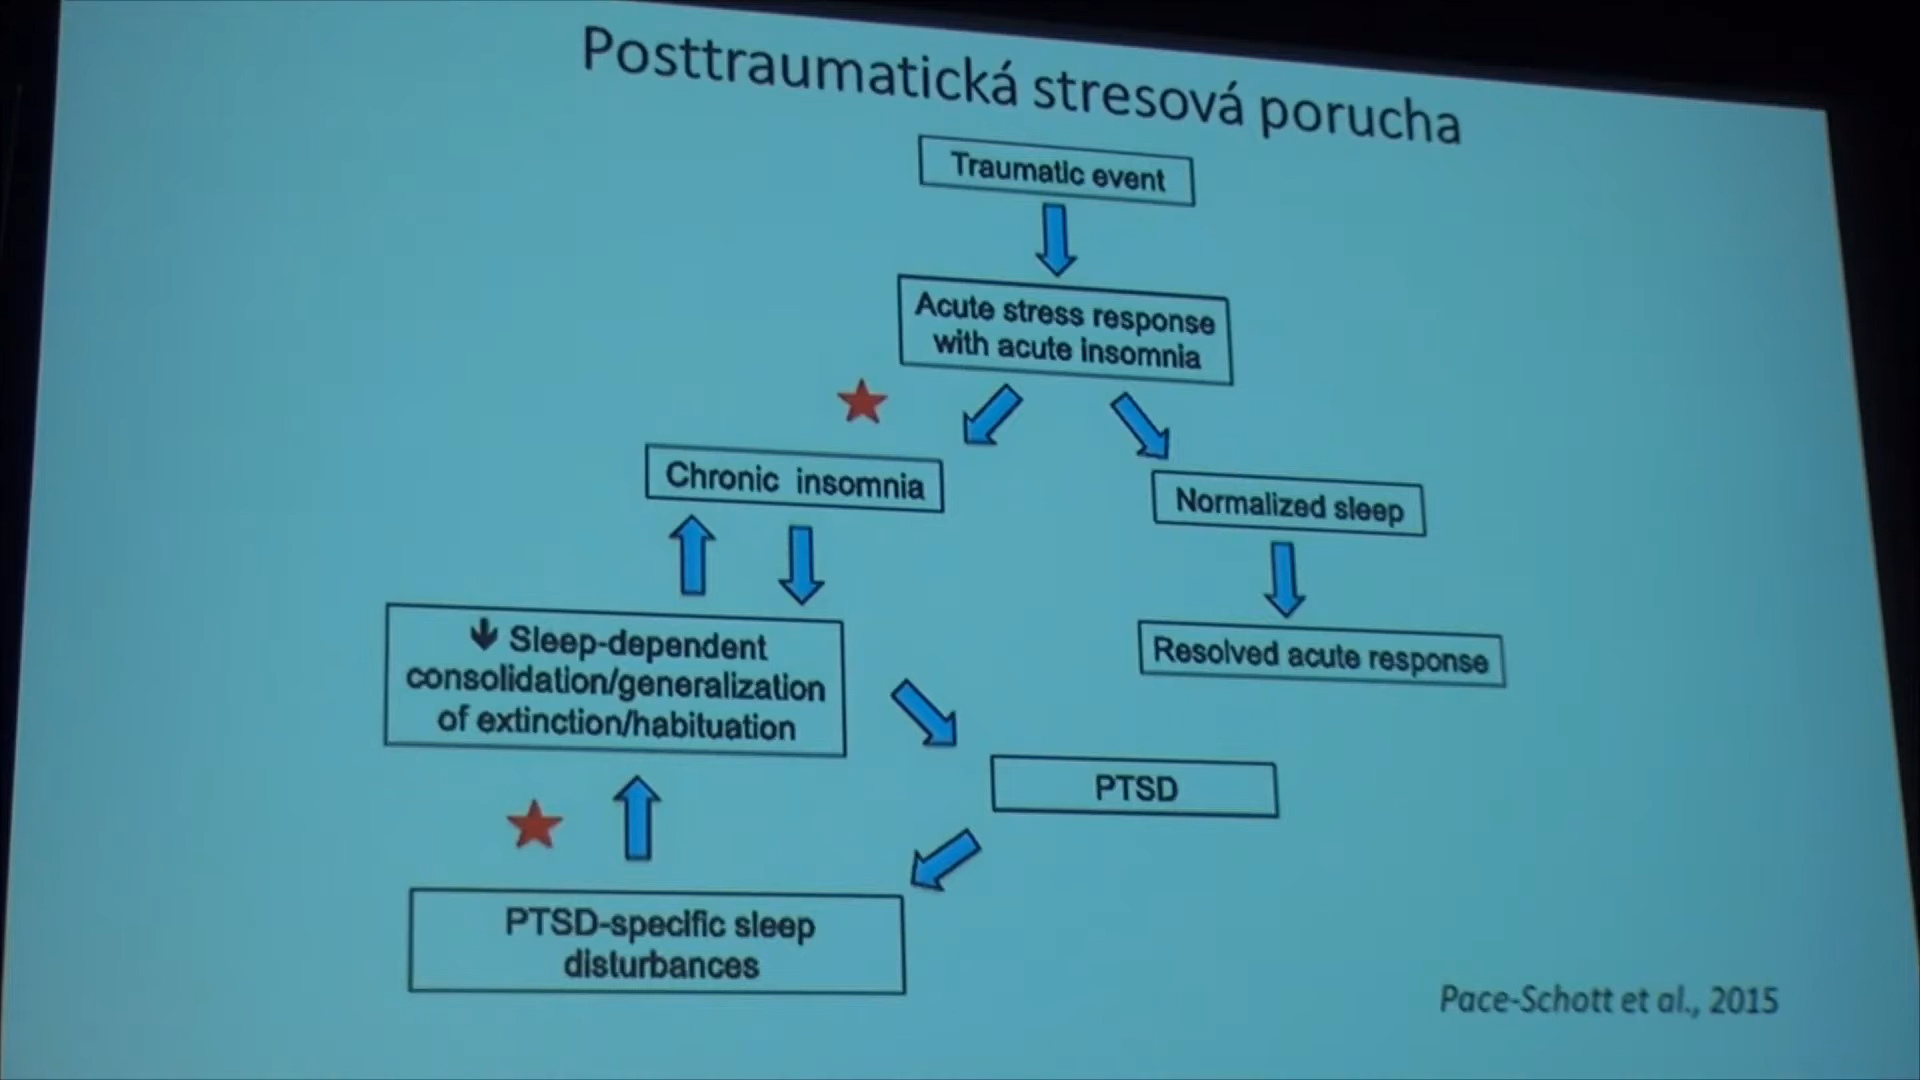 Posttraumatická stresová porucha
Traumatic event
Acute stress response
with acute insomnia
Chronic insomnia
Normalized sleep
Sleep-dependent
consolidation/generalization
of extinction/habituation
Resolved acute response
PTSD
PTSD-specific sleep
disturbances
Pace-Schott et al., 2015